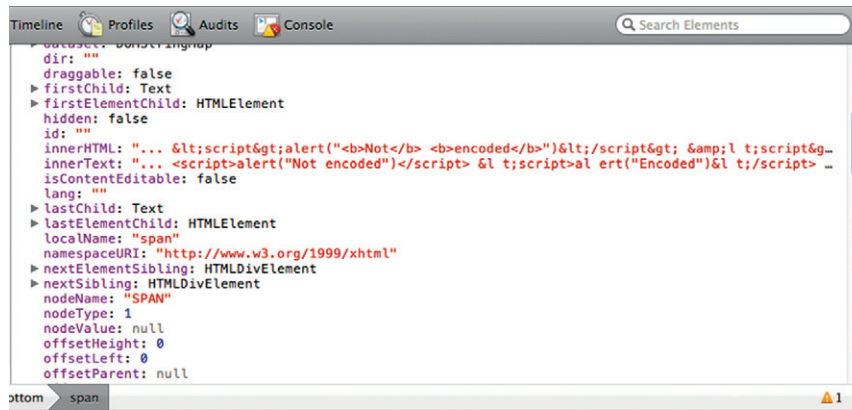 Timeline Profiles Audits Console Search Elements
dataset: DOMStringMap
dir: ""
draggable: false
firstChild: Text
firstElementChild: HTMLElement
hidden: false
id: ""
innerHTML: "... &lt;script&gt;alert("<b>Not</b> <b>encoded</b>")&lt;/script&gt; &amp;l t;script&g…
innerText: "... <script>alert("Not encoded")</script> &l t;script>al ert("Encoded")&l t;/script> …
isContentEditable: false
lang: ""
lastChild: Text
lastElementChild: HTMLElement
localName: "span"
namespaceURI: "http://www.w3.org/1999/xhtml"
nextElementSibling: HTMLDivElement
nextSibling: HTMLDivElement
nodeName: "SPAN"
nodeType: 1
nodeValue: null
offsetHeight: 0
offsetLeft: 0
offsetParent: null
ottom span 1